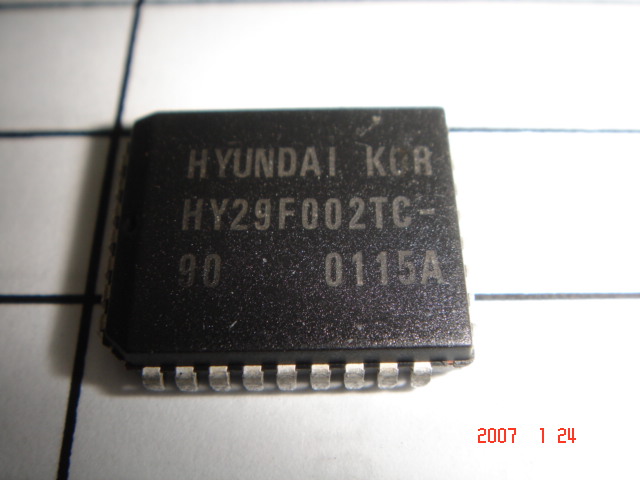 HYUNDAI KOR
HY29F002TC-
90 0115A
2007 1 24